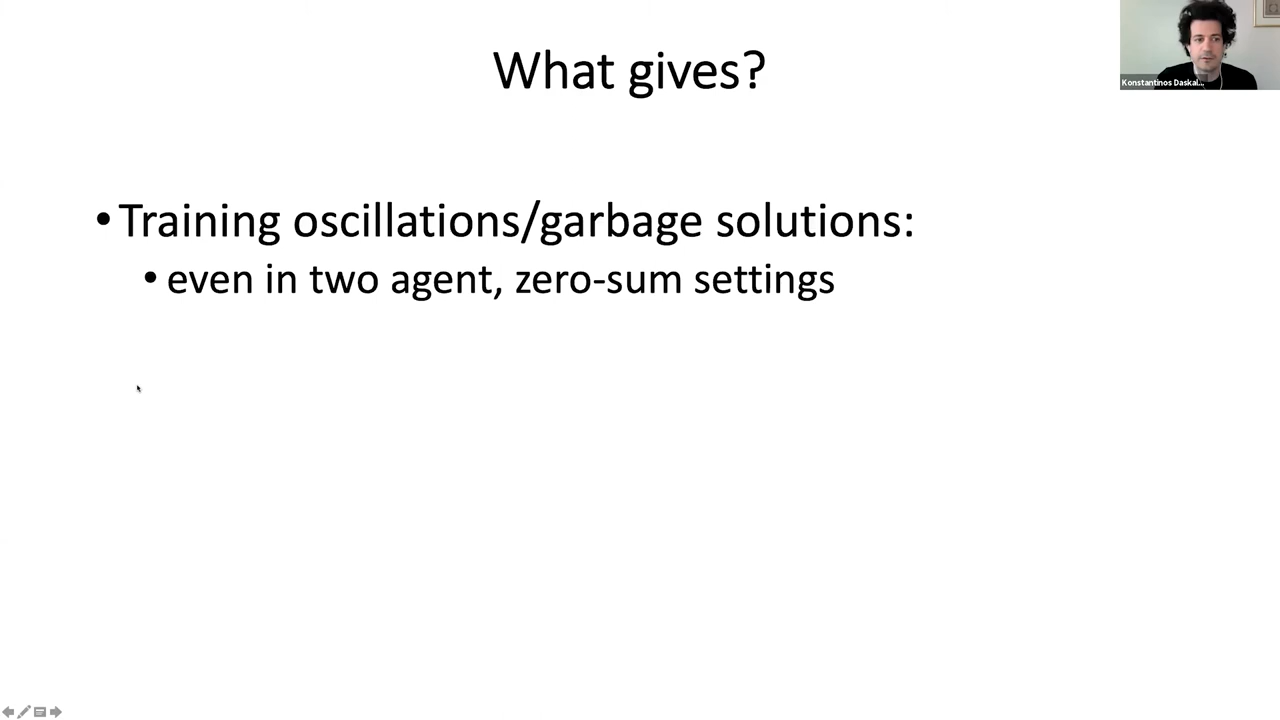 What gives?
Konstantinos Daskal...
• Training oscillations/garbage solutions:
• even in two agent, zero-sum settings